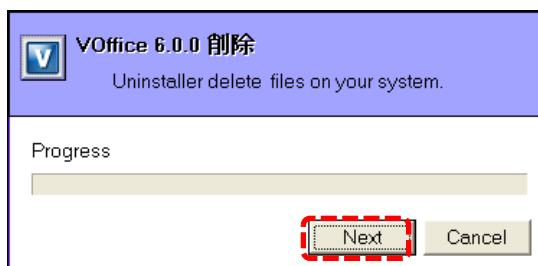 VOffice 6.0.0 削除
Uninstaller delete files on your system.
Progress
Next Cancel